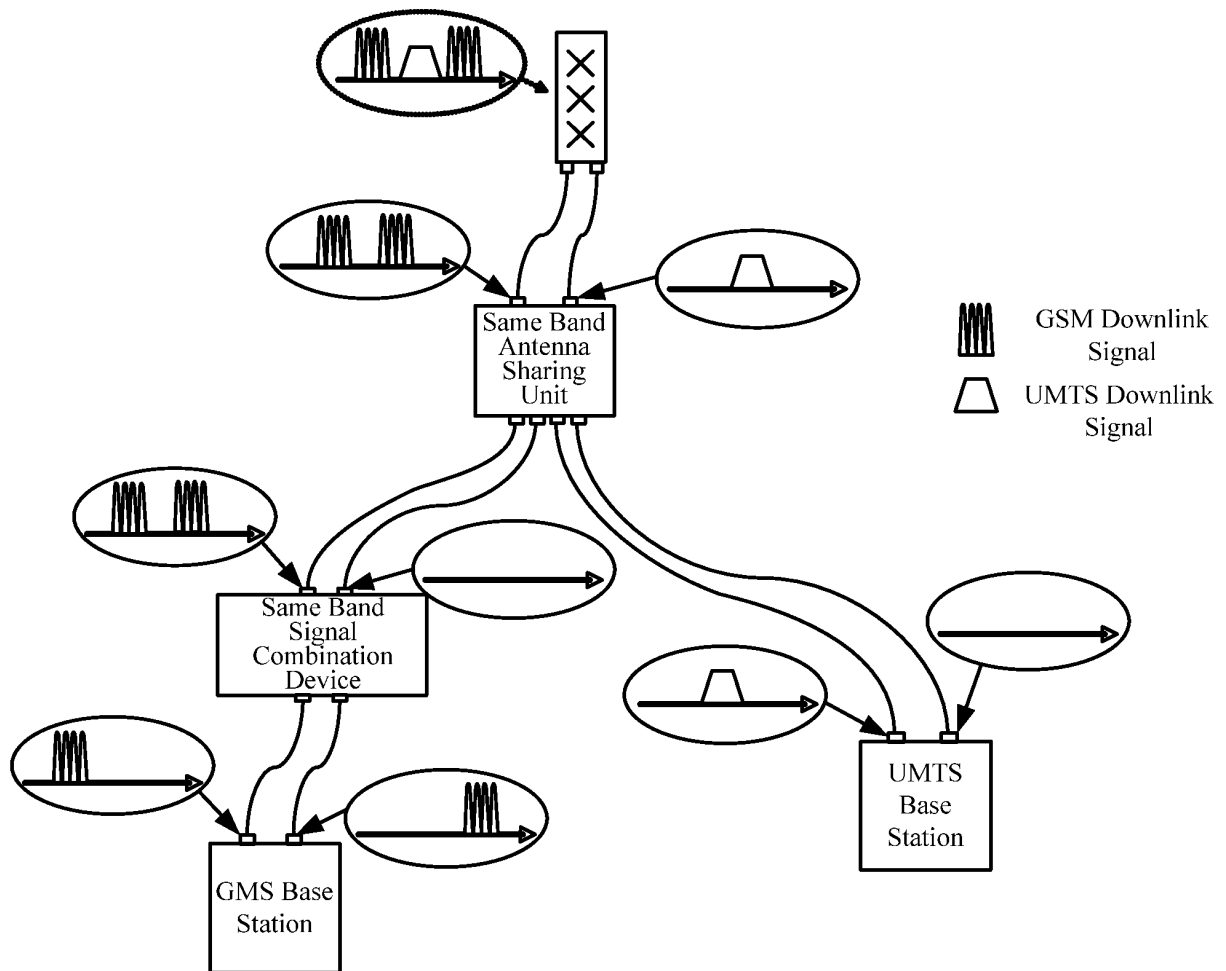 Same Band
Antenna
Sharing
Unit
GSM Downlink
Signal
UMTS Downlink
Signal
Same Band
Signal
Combination
Device
UMTS
Base
Station
GMS Base
Station